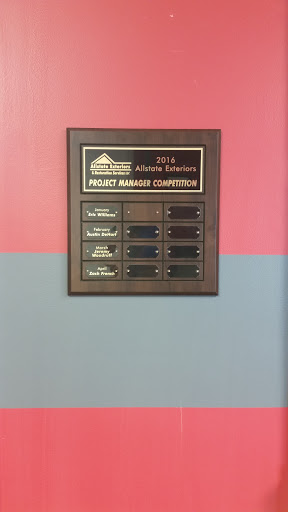 Allstate Exteriors
& Restoration Services LLC
2016
Allstate Exteriors
PROJECT MANAGER COMPETITION
January
Eric Williams
February
Austin DeHart
March
Jeremy
Woodruff
April
Zach French